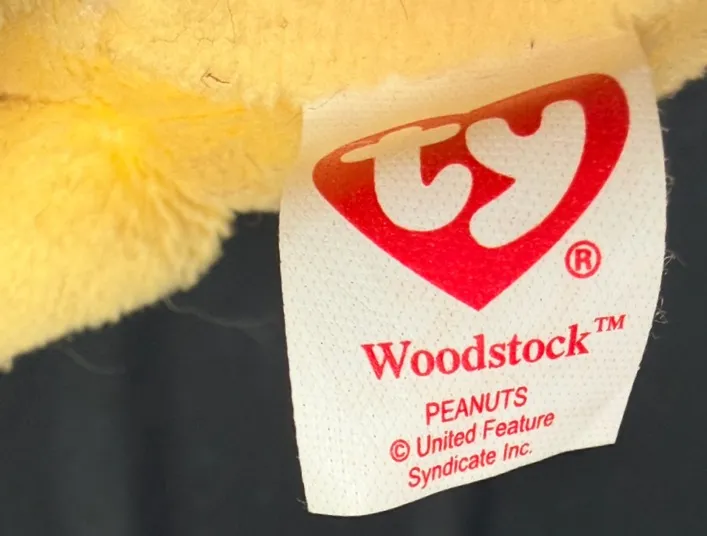 ty
®
Woodstock™
PEANUTS
© United Feature
Syndicate Inc.